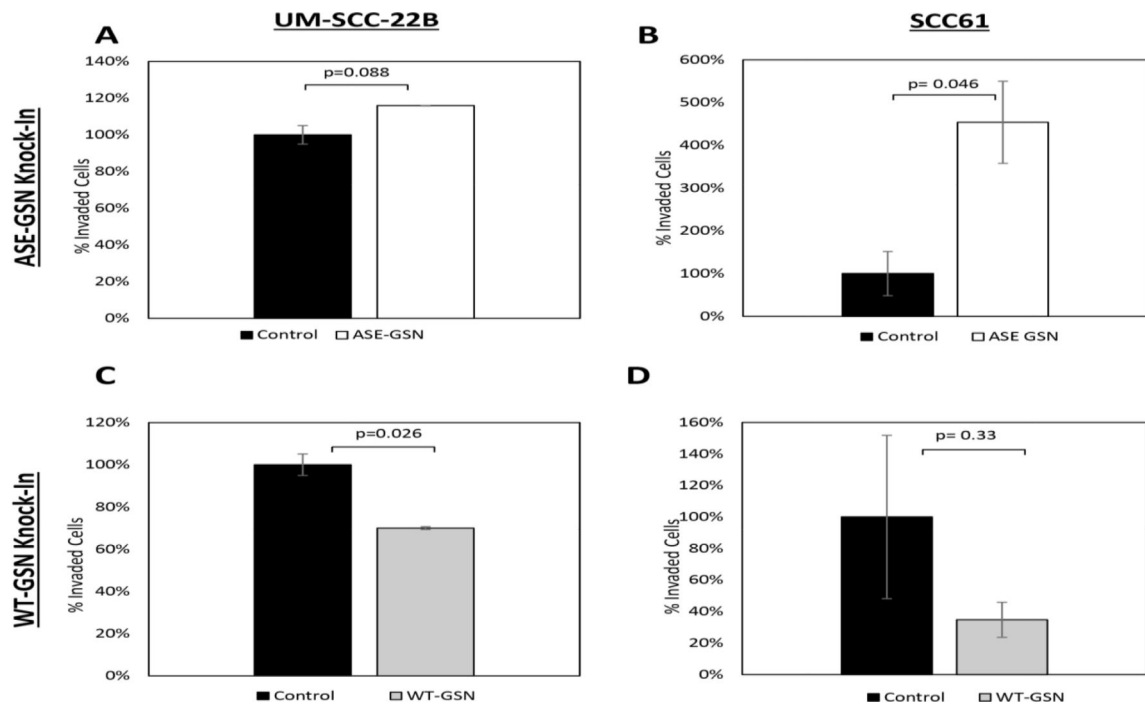 UM-SCC-22B
SCC61
ASE-GSN Knock-In
A
140%
120%
100%
80%
60%
40%
20%
0%
% Invaded Cells
p=0.088
Control
ASE-GSN
B
600%
500%
400%
300%
200%
100%
0%
% Invaded Cells
p= 0.046
Control
ASE GSN
WT-GSN Knock-In
C
120%
100%
80%
60%
40%
20%
0%
% Invaded Cells
p=0.026
Control
WT-GSN
D
160%
140%
120%
100%
80%
60%
40%
20%
0%
% Invaded Cells
p= 0.33
Control
WT-GSN